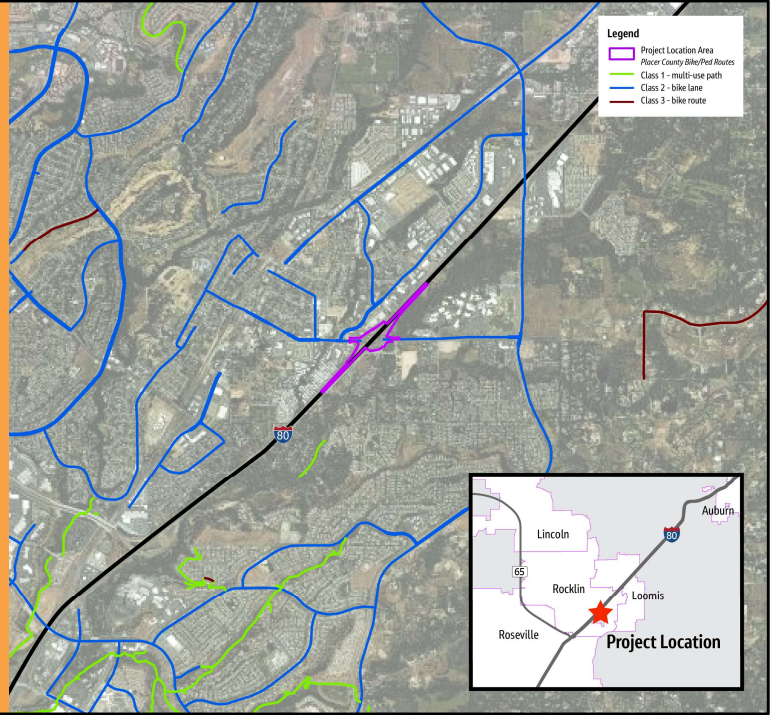 Legend
Project Location Area
Placer County Bike/Ped Routes
Class 1 - multi-use path
Class 2 - bike lane
Class 3 - bike route
80
Auburn
80
Lincoln
65
Rocklin
Loomis
Roseville
Project Location